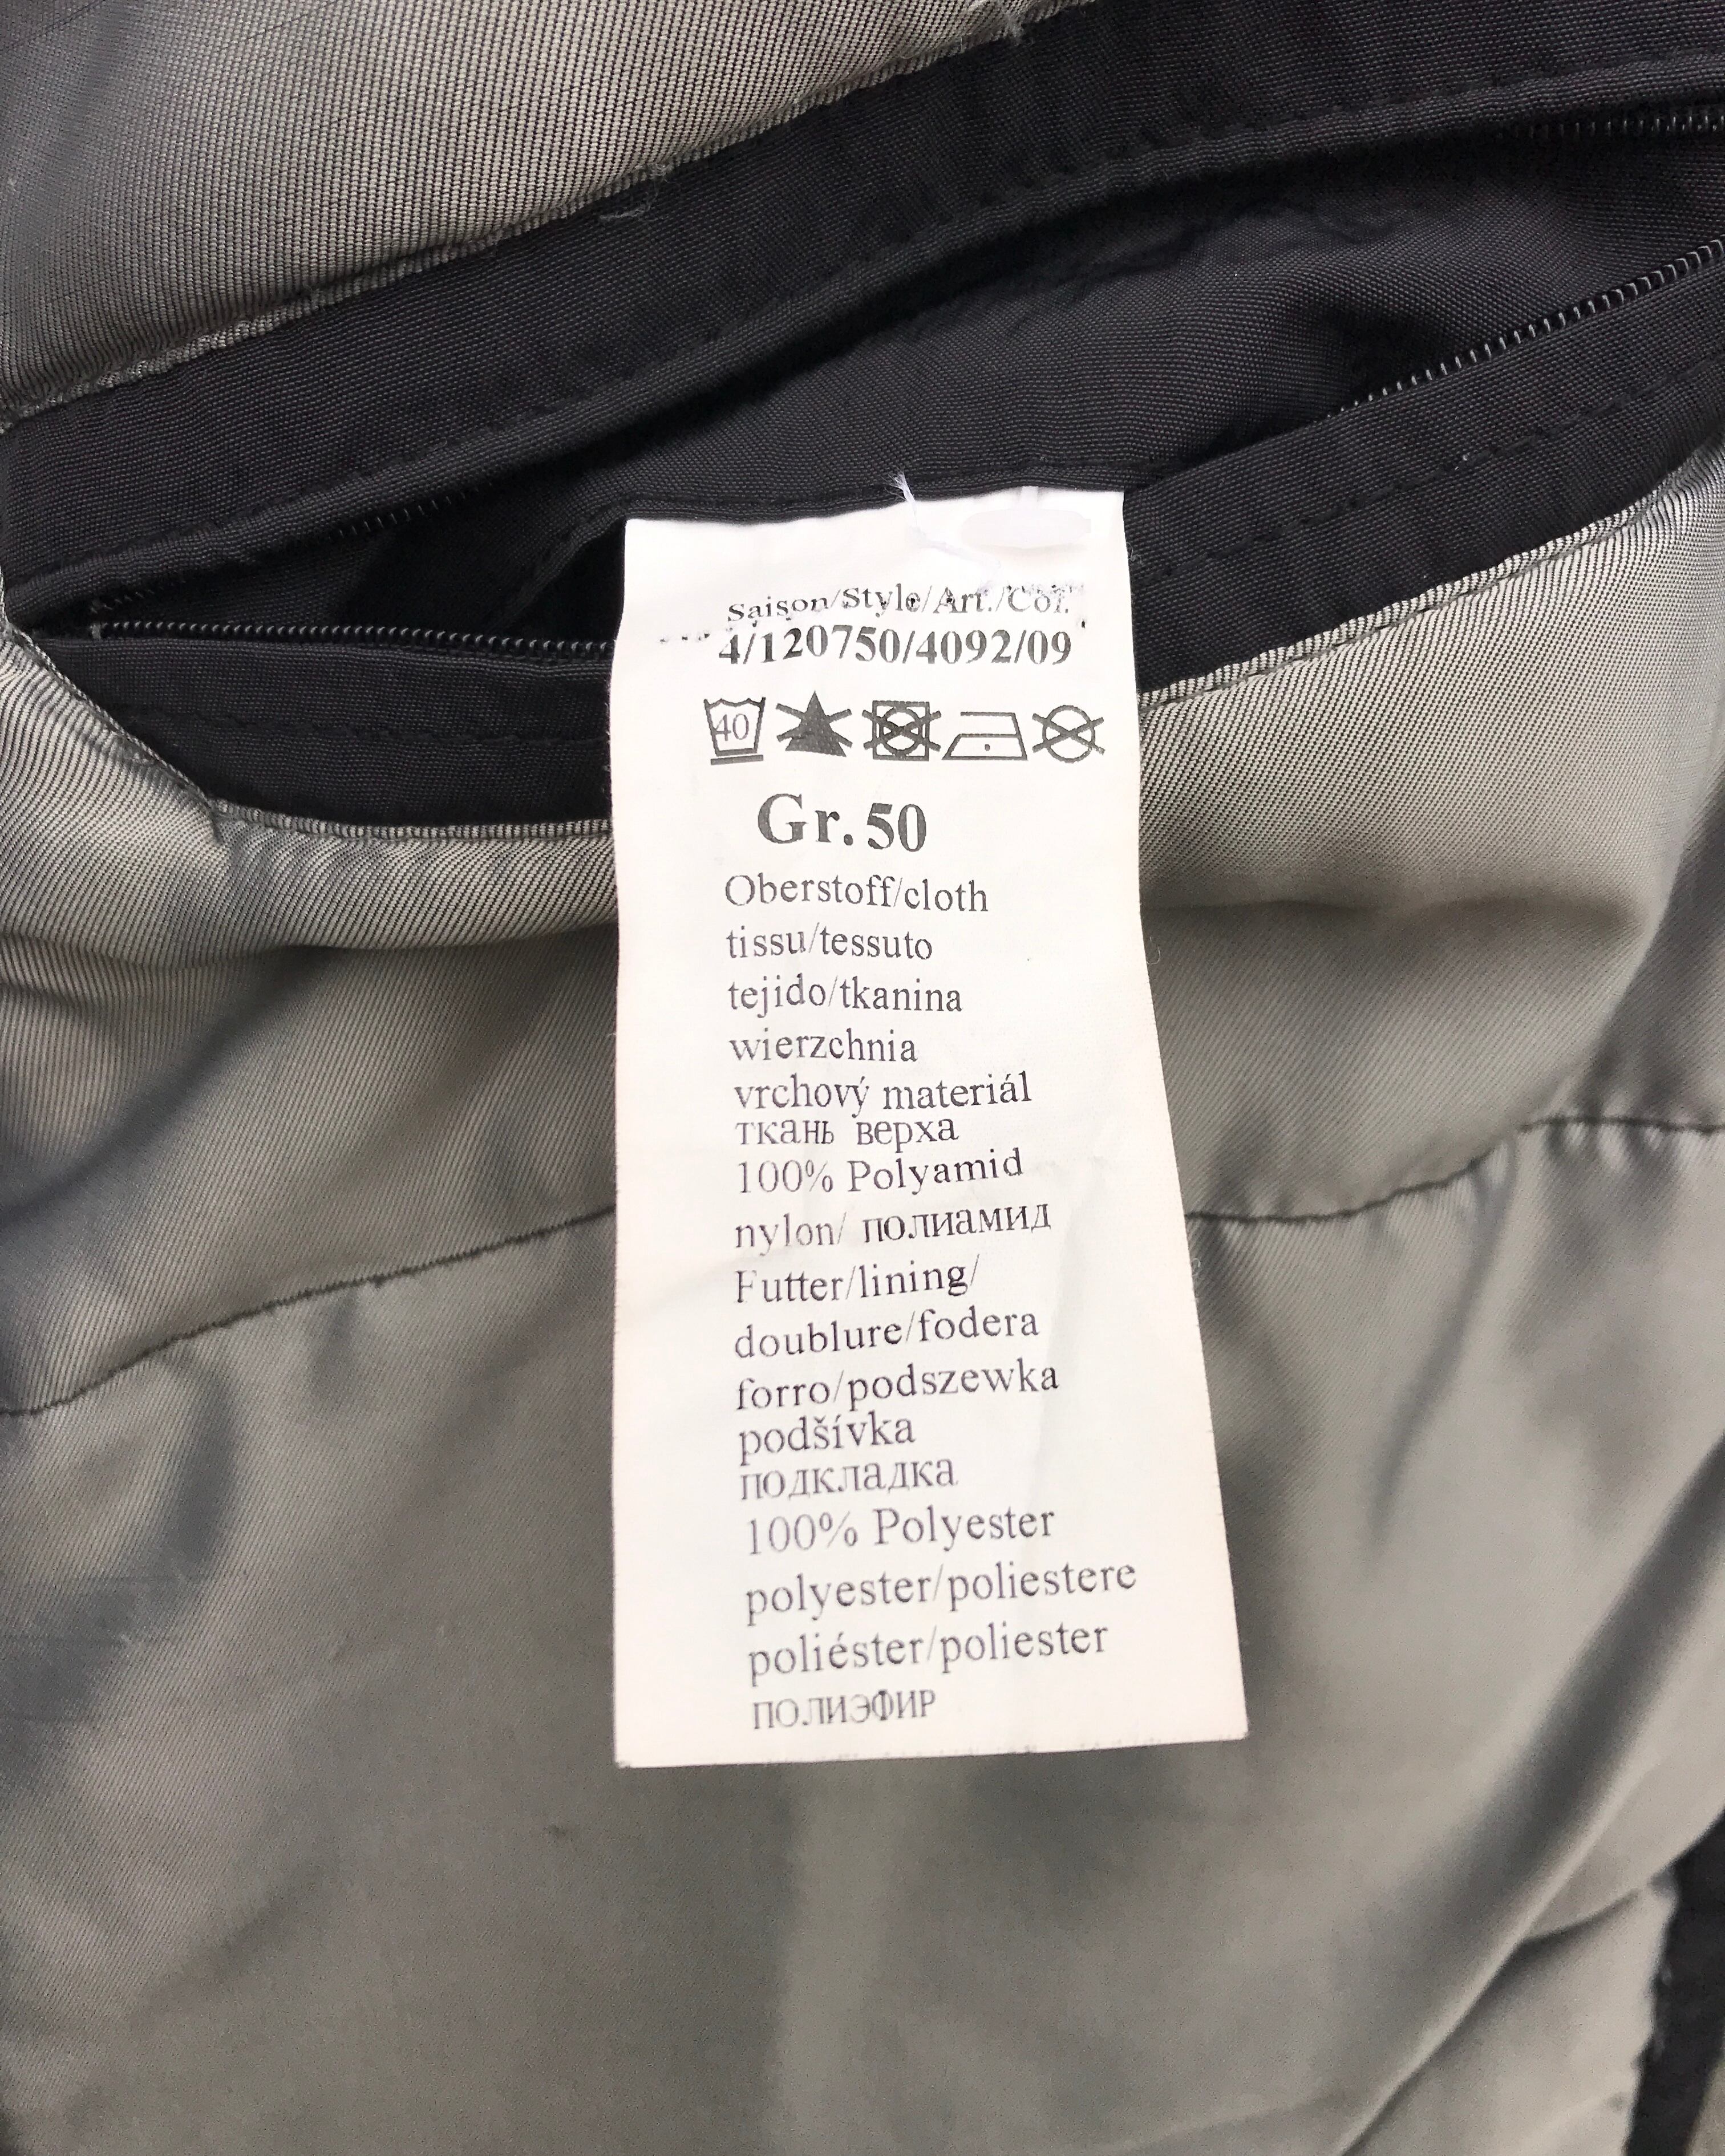 Saison/Style/Art./Col.
4/120750/4092/09
40
Gr. 50
Oberstoff/cloth
tissu/tessuto
tejido/tkanina
wierzchnia
vrchový materiál
ткань верха
100% Polyamid
nylon/ полиамид
Futter/lining/
doublure/fodera
forro/podszewka
podšívka
подкладка
100% Polyester
polyester/poliestere
poliéster/poliester
полиэфир